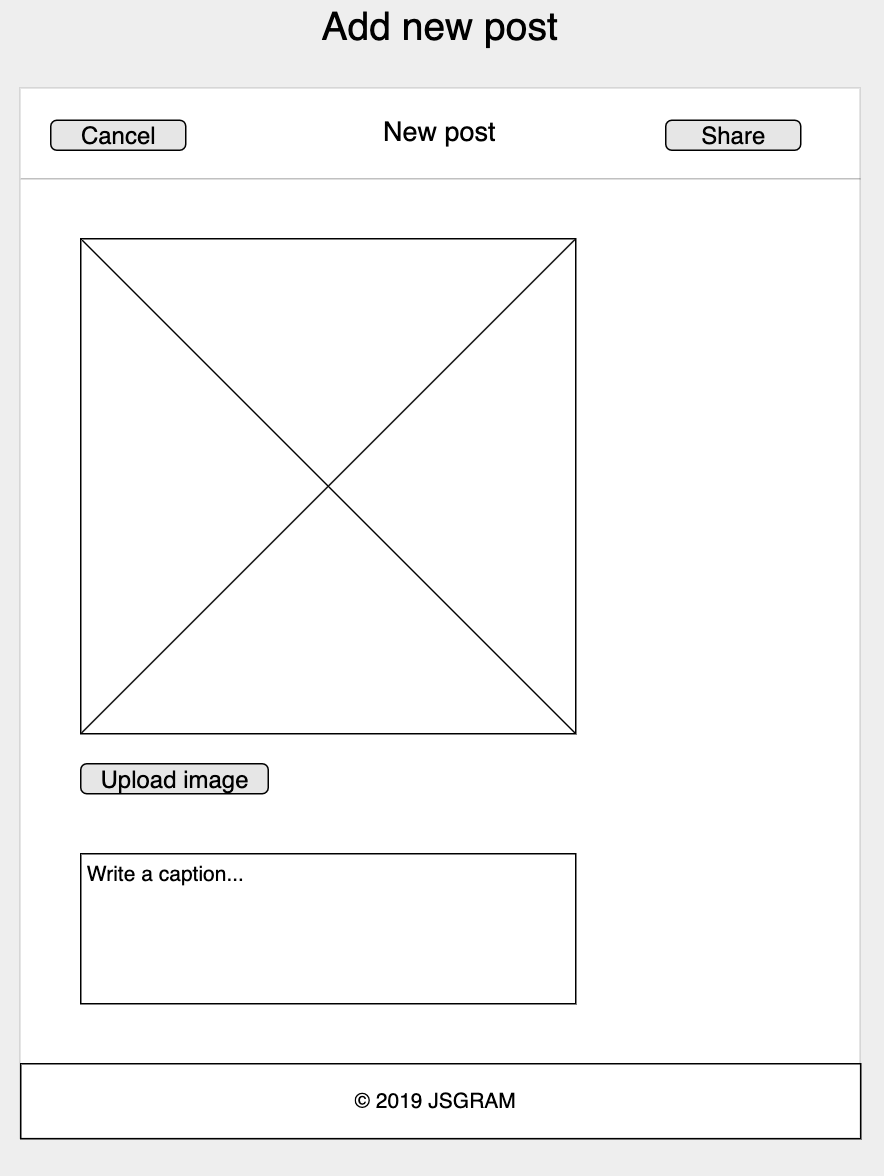 Add new post
Cancel
New post
Share
Upload image
Write a caption...
© 2019 JSGRAM